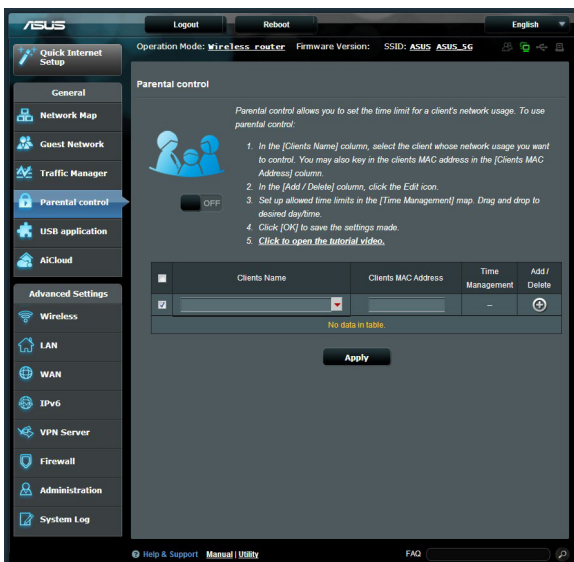 ASUS
Logout
Reboot
English
Quick Internet
Setup
Operation Mode: Wireless router Firmware Version: SSID: ASUS ASUS_5G
General
Network Map
Guest Network
Traffic Manager
Parental control
USB application
AiCloud
Advanced Settings
Wireless
LAN
WAN
IPv6
VPN Server
Firewall
Administration
System Log
Parental control
Parental control allows you to set the time limit for a client's network usage. To use
parental control:
1. In the [Clients Name] column, select the client whose network usage you want
to control. You may also key in the clients MAC address in the [Clients MAC
Address] column.
2. In the [Add / Delete] column, click the Edit icon.
3. Set up allowed time limits in the [Time Management] map. Drag and drop to
desired day/time.
4. Click [OK] to save the settings made.
5. Click to open the tutorial video.
OFF
Clients Name
Clients MAC Address
Time
Management
Add /
Delete
--
No data in table.
Apply
Help & Support Manual | Utility
FAQ